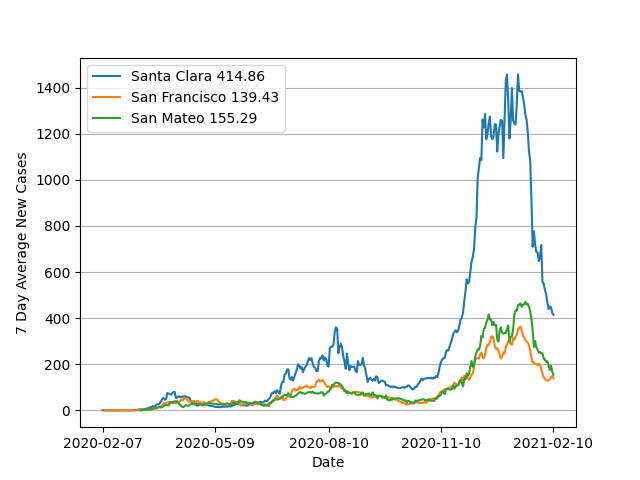 Santa Clara 414.86
San Francisco 139.43
San Mateo 155.29
7 Day Average New Cases
1400
1200
1000
800
600
400
200
0
2020-02-07 2020-05-09 2020-08-10 2020-11-10 2021-02-10
Date